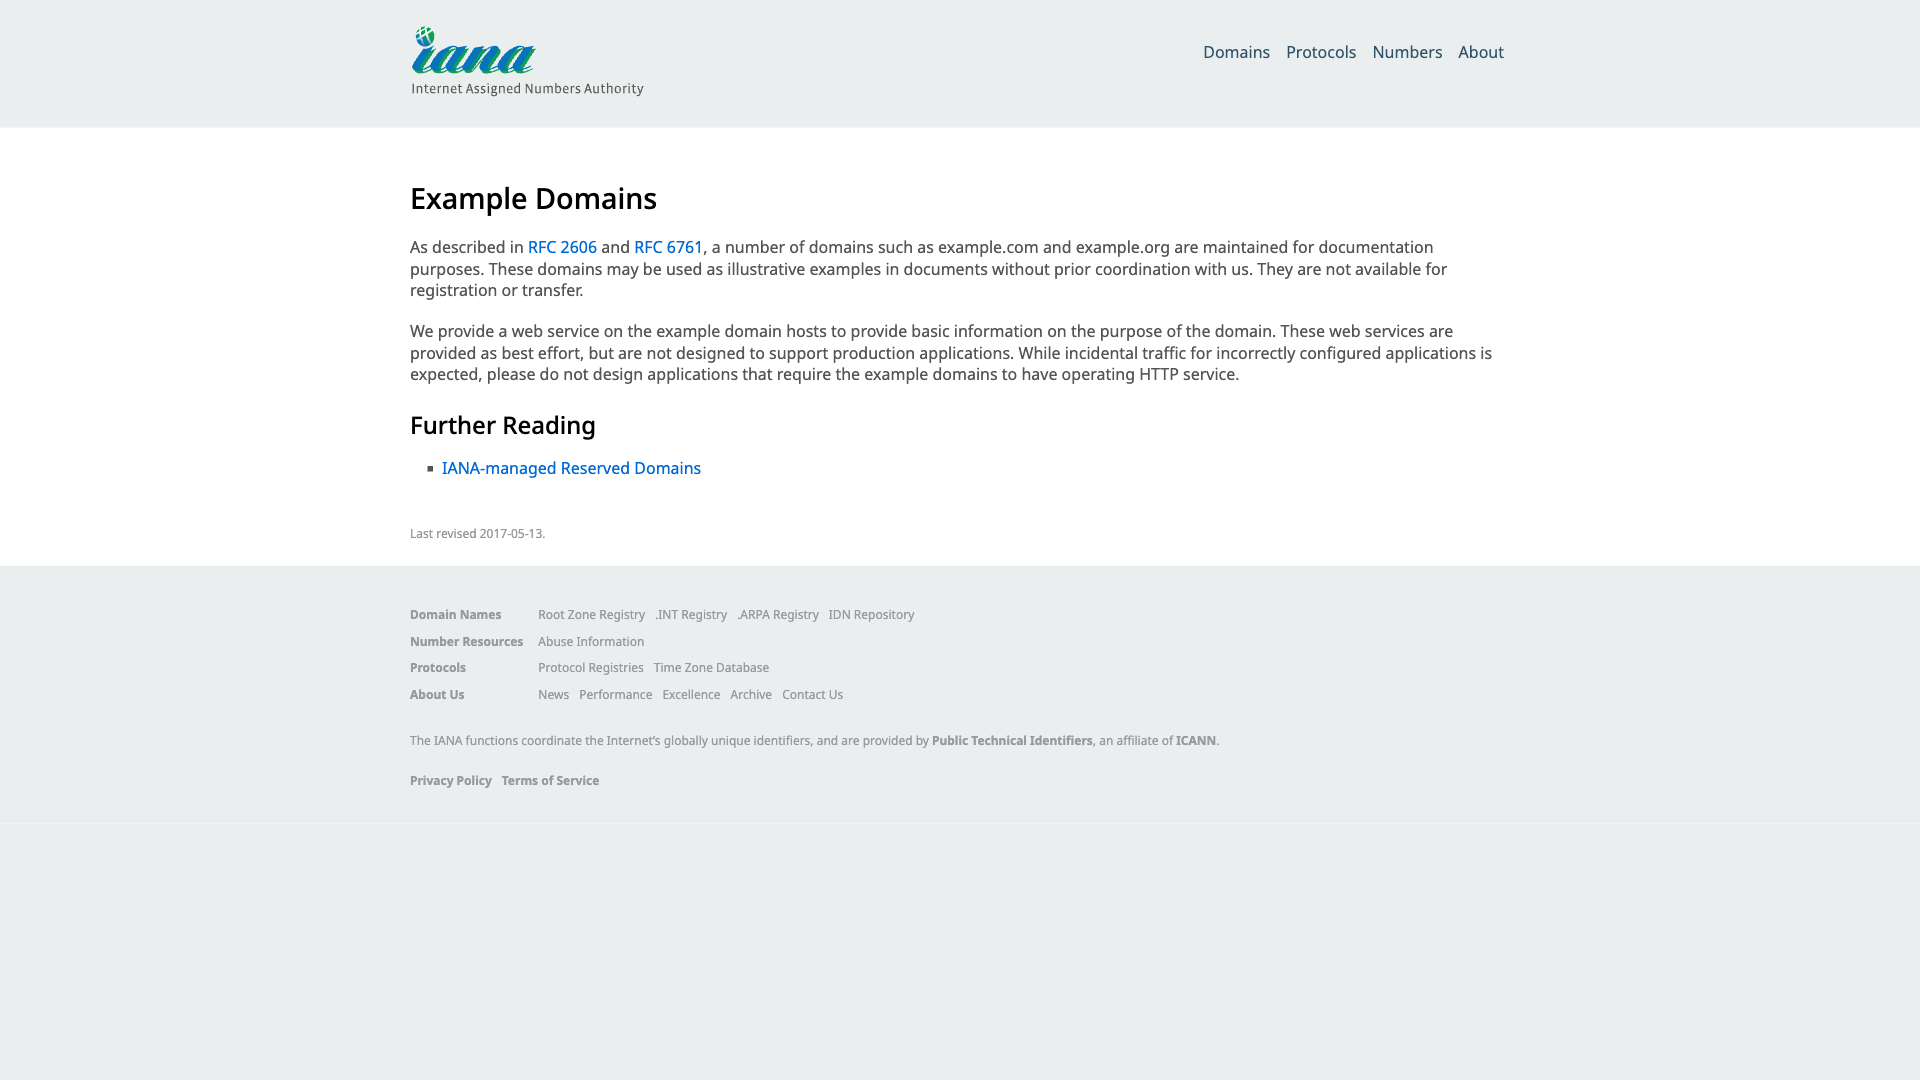 iana
Internet Assigned Numbers Authority
Domains Protocols Numbers About
Example Domains
As described in RFC 2606 and RFC 6761, a number of domains such as example.com and example.org are maintained for documentation
purposes. These domains may be used as illustrative examples in documents without prior coordination with us. They are not available for
registration or transfer.
We provide a web service on the example domain hosts to provide basic information on the purpose of the domain. These web services are
provided as best effort, but are not designed to support production applications. While incidental traffic for incorrectly configured applications is
expected, please do not design applications that require the example domains to have operating HTTP service.
Further Reading
IANA-managed Reserved Domains
Last revised 2017-05-13.
Domain Names Root Zone Registry .INT Registry .ARPA Registry IDN Repository
Number Resources Abuse Information
Protocols Protocol Registries Time Zone Database
About Us News Performance Excellence Archive Contact Us
The IANA functions coordinate the Internet’s globally unique identifiers, and are provided by Public Technical Identifiers, an affiliate of ICANN.
Privacy Policy Terms of Service